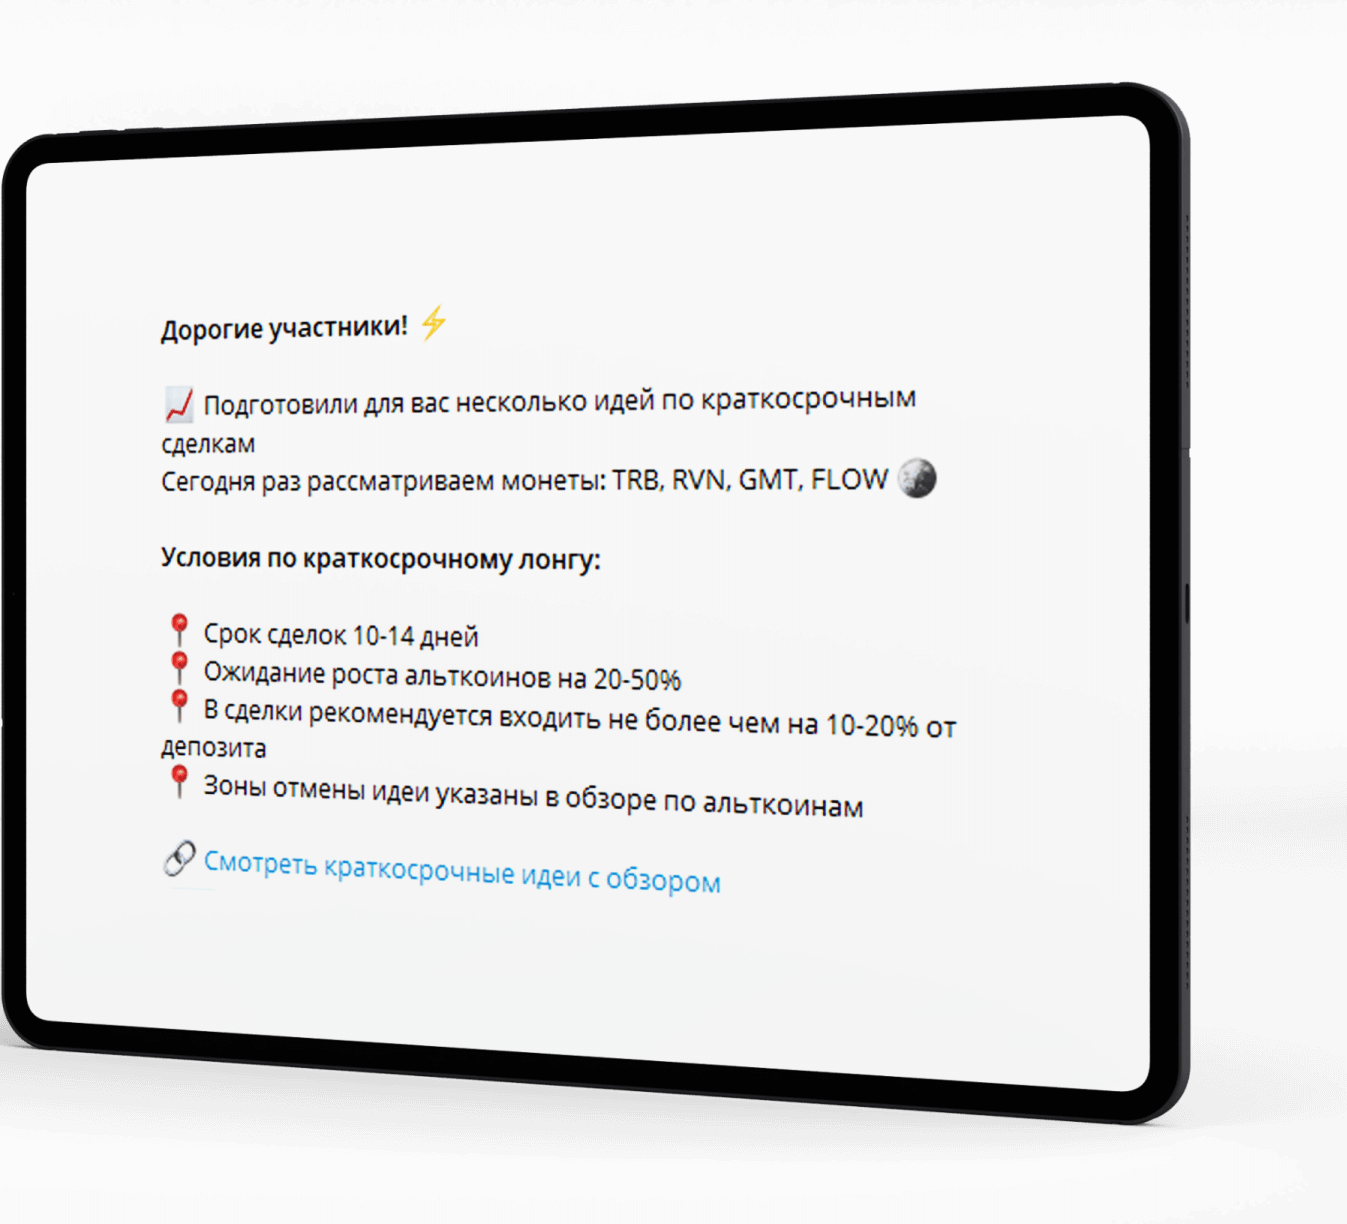 Дорогие участники! ⚡
📈 Подготовили для вас несколько идей по краткосрочным
сделкам
Сегодня раз рассматриваем монеты: TRB, RVN, GMT, FLOW 🌑
Условия по краткосрочному лонгу:
📍 Срок сделок 10-14 дней
📍 Ожидание роста альткоинов на 20-50%
📍 В сделки рекомендуется входить не более чем на 10-20% от
депозита
📍 Зоны отмены идеи указаны в обзоре по альткоинам
🔗 Смотреть краткосрочные идеи с обзором